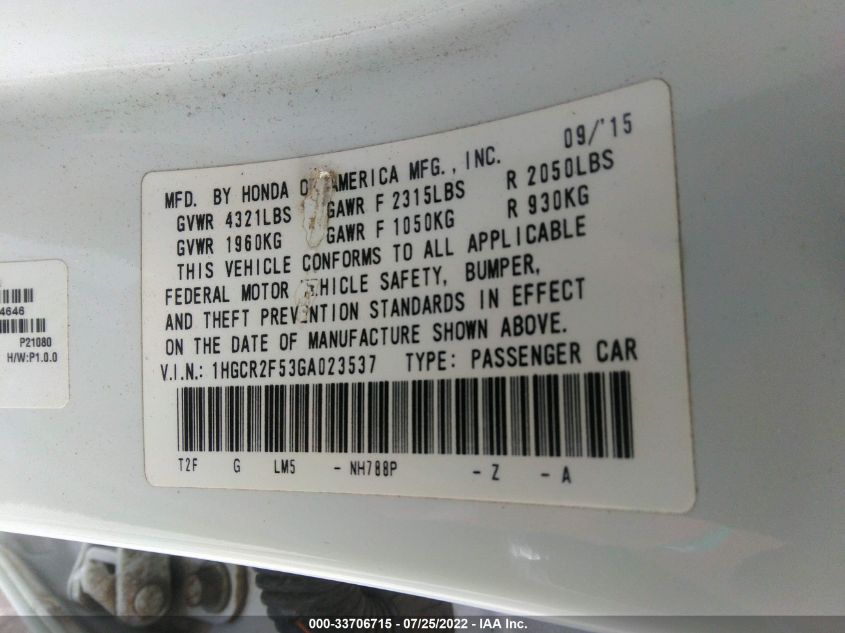 09/'15
MFD. BY HONDA OF AMERICA MFG., INC.
GVWR 4321LBS GAWR F 2315LBS R 2050LBS
GVWR 1960KG GAWR F 1050KG R 930KG
THIS VEHICLE CONFORMS TO ALL APPLICABLE
FEDERAL MOTOR VEHICLE SAFETY, BUMPER,
AND THEFT PREVENTION STANDARDS IN EFFECT
ON THE DATE OF MANUFACTURE SHOWN ABOVE.
V.I.N.: 1HGCR2F53GA023537 TYPE: PASSENGER CAR
T2F G LM5 - NH788P - Z - A
4646
P21080
H/W:P1.0.0
000-33706715 - 07/25/2022 - IAA Inc.